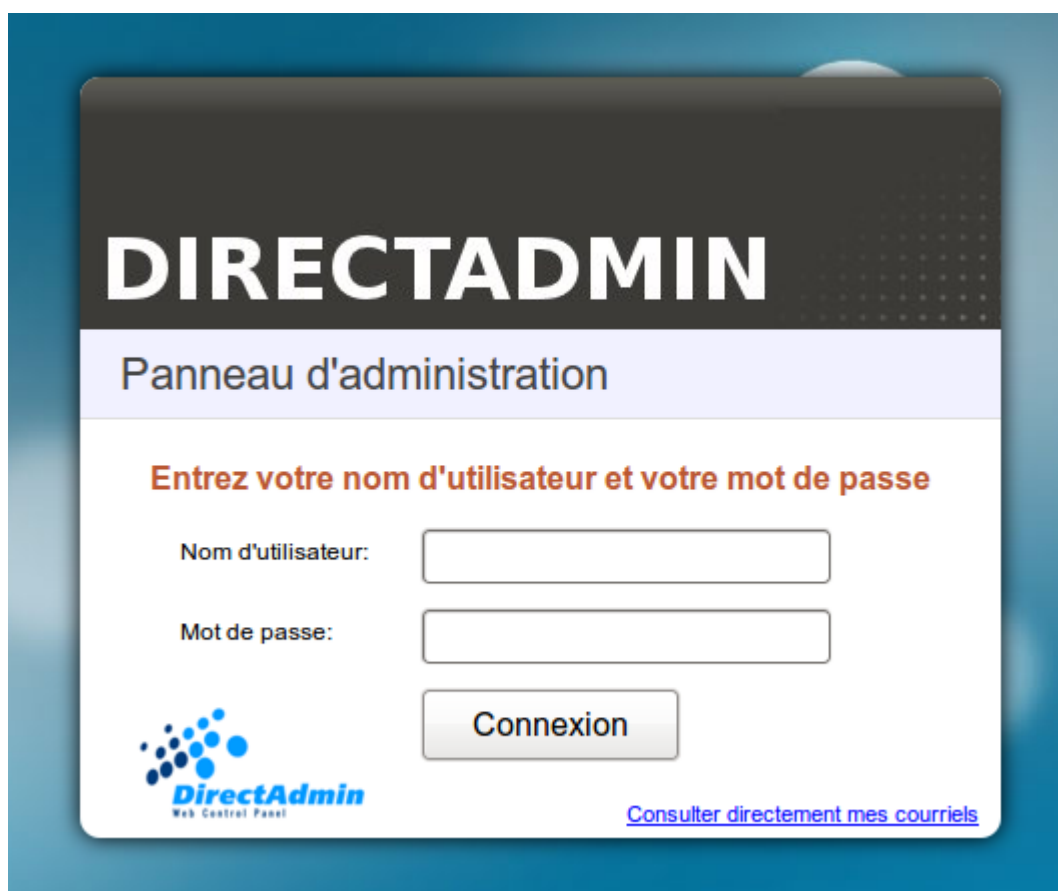 DIRECTADMIN
Panneau d'administration
Entrez votre nom d'utilisateur et votre mot de passe
Nom d'utilisateur:
Mot de passe:
Connexion
DirectAdmin
Web Control Panel
Consulter directement mes courriels